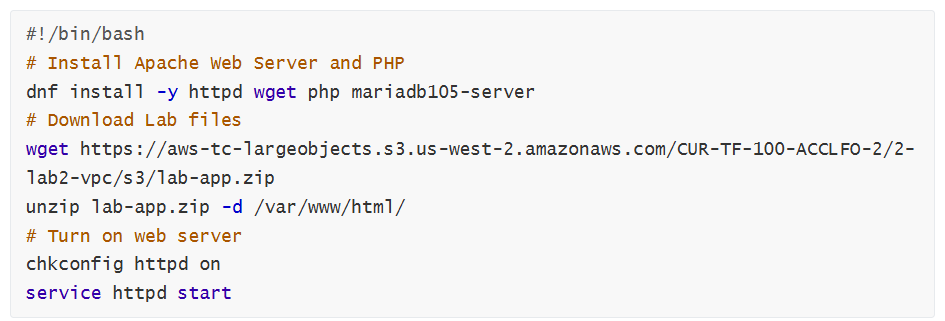 #!/bin/bash
# Install Apache Web Server and PHP
dnf install -y httpd wget php mariadb105-server
# Download Lab files
wget https://aws-tc-largeobjects.s3.us-west-2.amazonaws.com/CUR-TF-100-ACCLFO-2/2-
lab2-vpc/s3/lab-app.zip
unzip lab-app.zip -d /var/www/html/
# Turn on web server
chkconfig httpd on
service httpd start